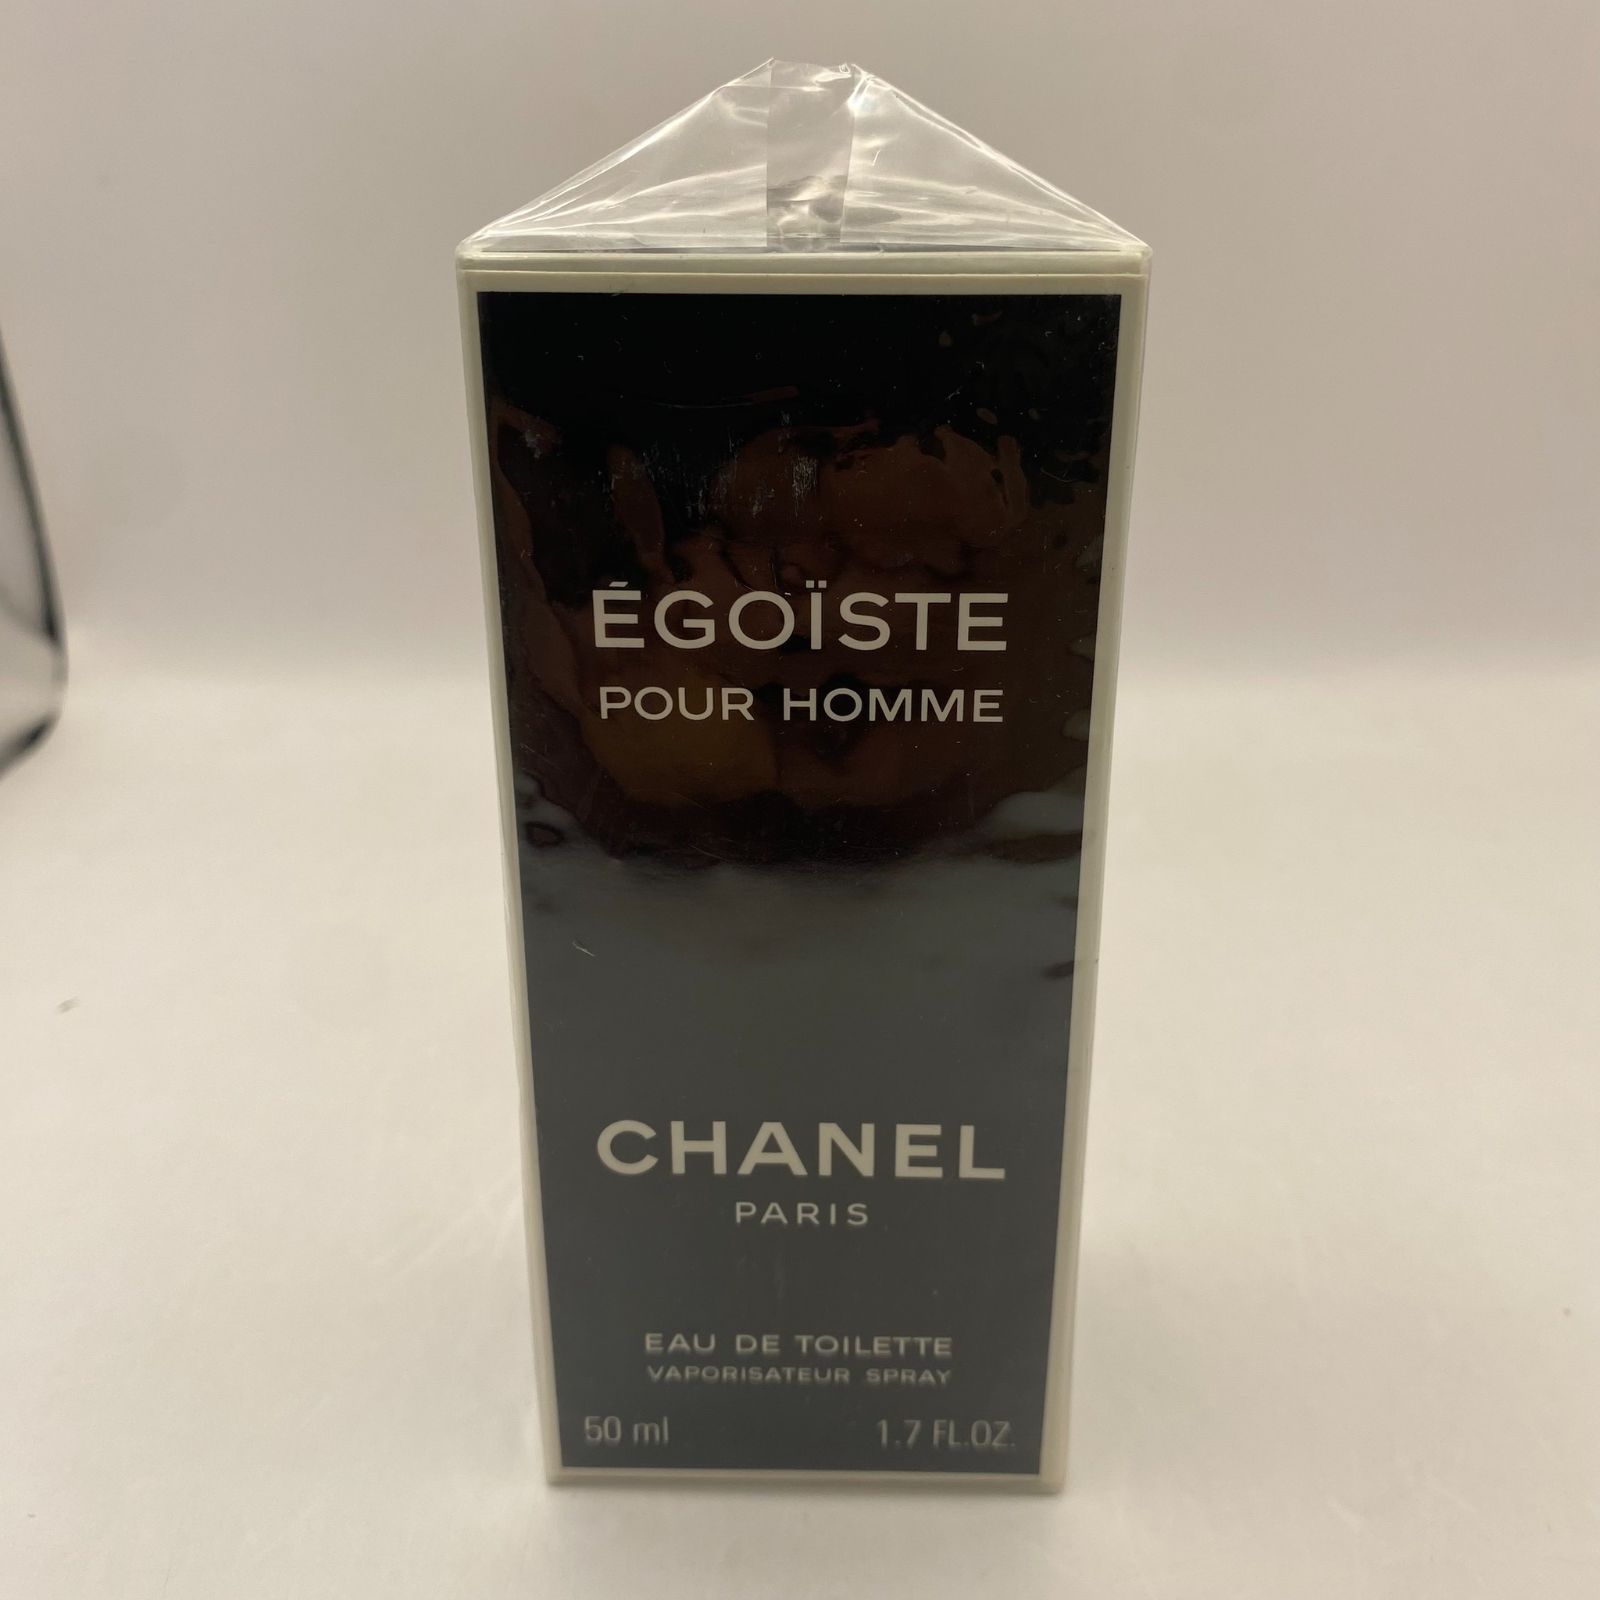 ÉGOÏSTE
POUR HOMME
CHANEL
PARIS
EAU DE TOILETTE
VAPORISATEUR SPRAY
50 ml 1.7 FL.OZ.